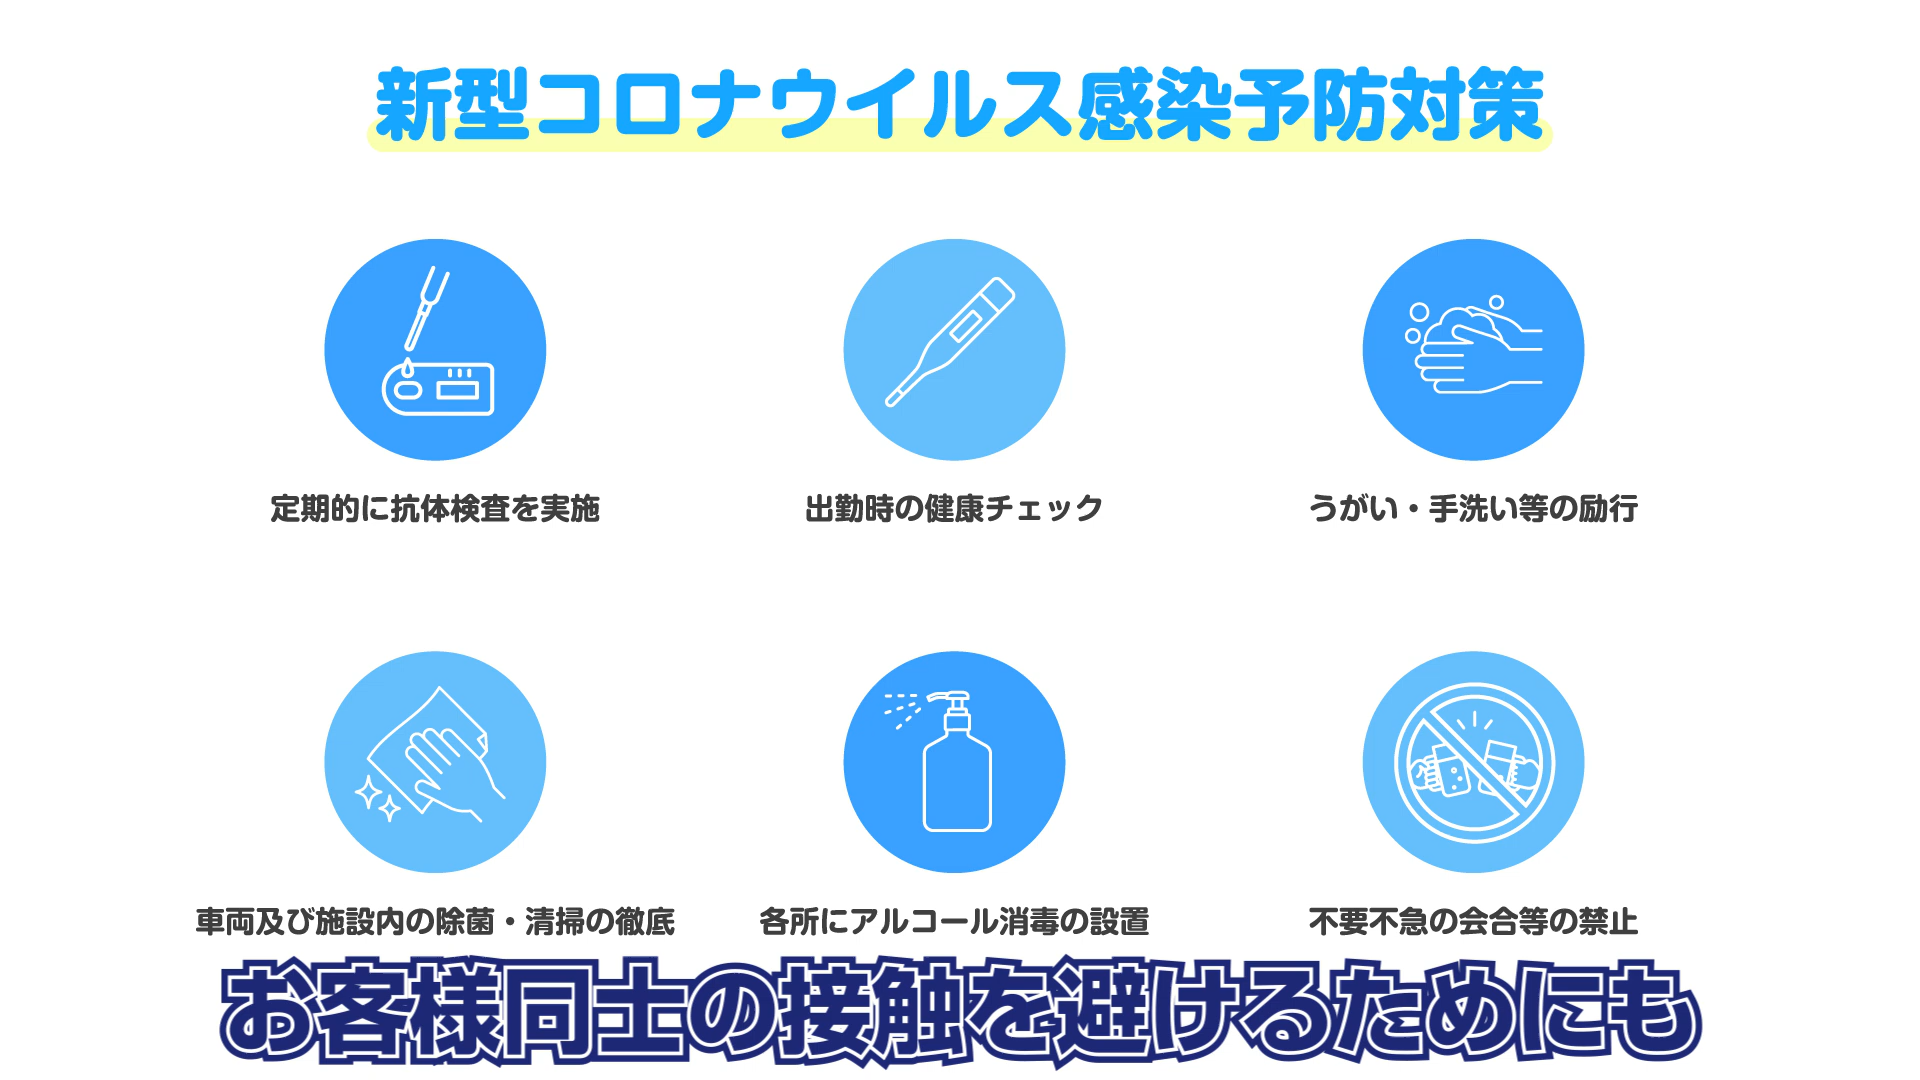 新型コロナウイルス感染予防対策
定期的に抗体検査を実施
出勤時の健康チェック
うがい・手洗い等の励行
車両及び施設内の除菌・清掃の徹底
各所にアルコール消毒の設置
不要不急の会合等の禁止
お客様同士の接触を避けるためにも